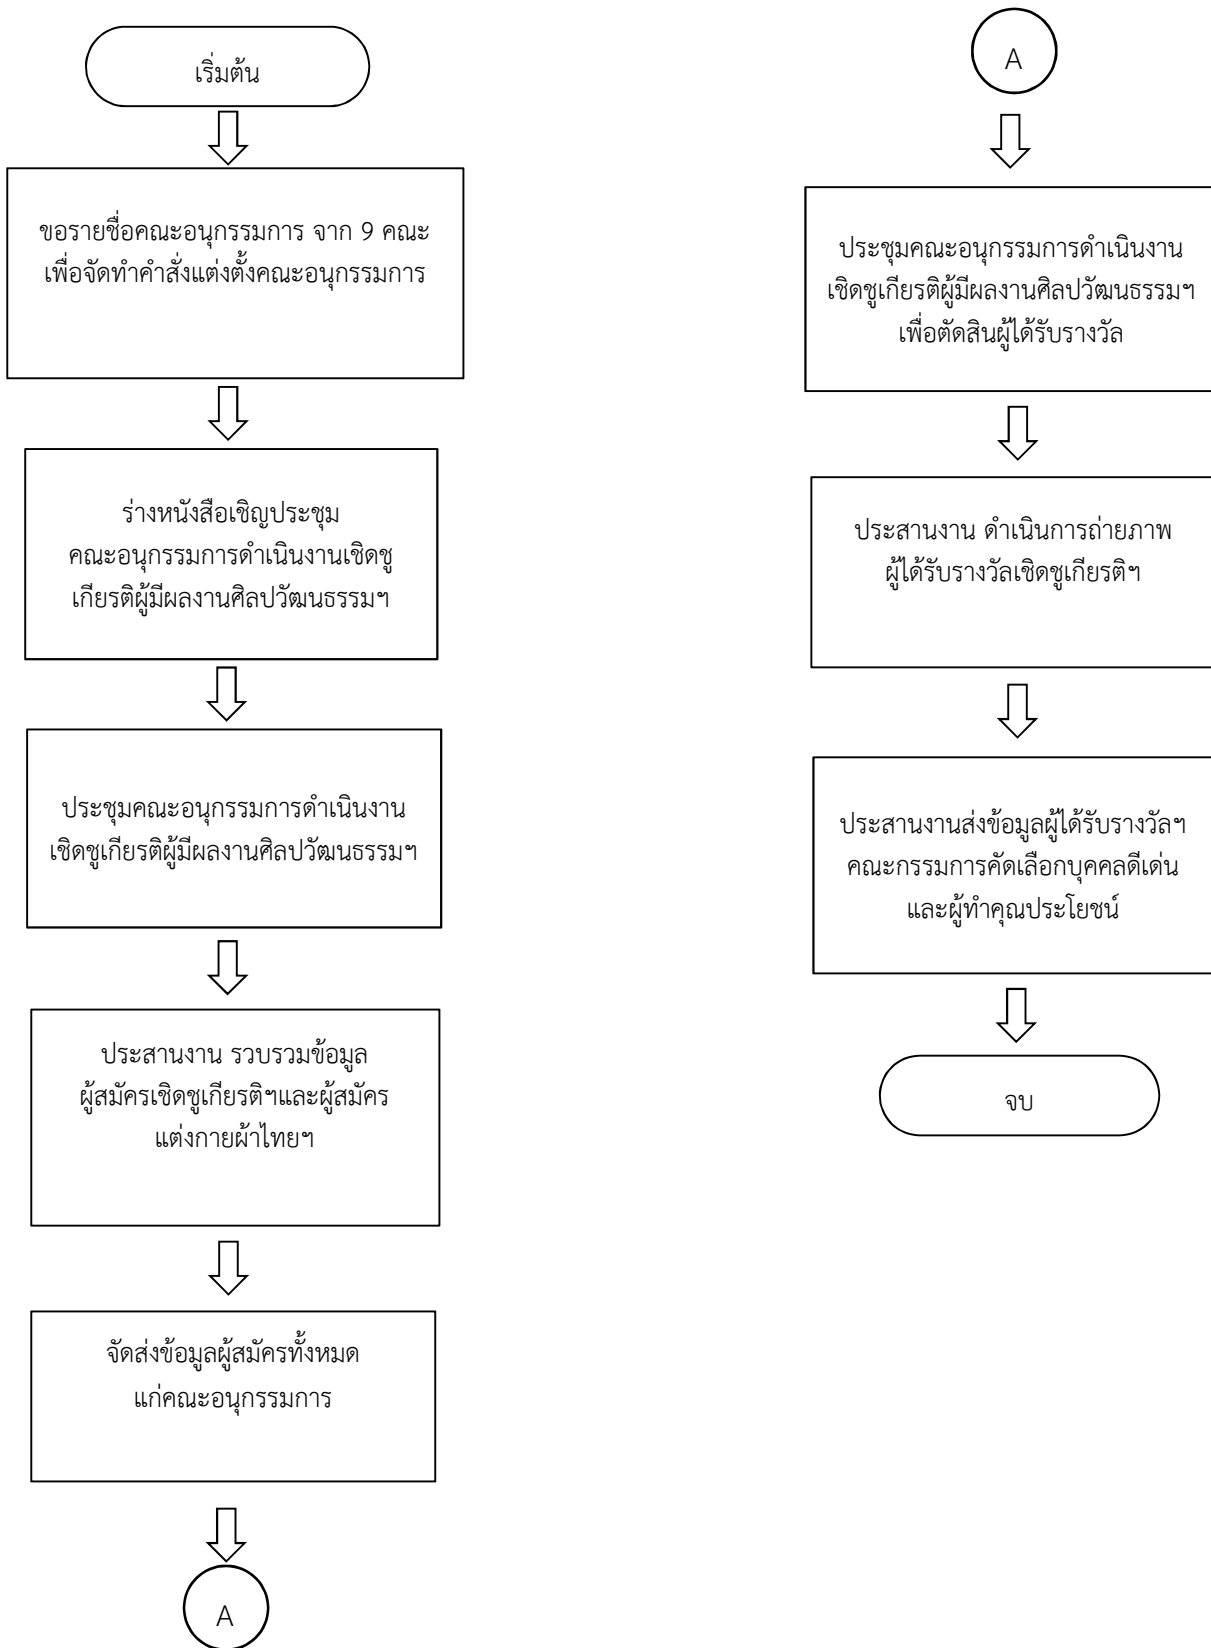 เริ่มต้น
ขอรายชื่อคณะอนุกรรมการ จาก 9 คณะ
เพื่อจัดทำคำสั่งแต่งตั้งคณะอนุกรรมการ
ร่างหนังสือเชิญประชุม
คณะอนุกรรมการดำเนินงานเชิดชู
เกียรติผู้มีผลงานศิลปวัฒนธรรมฯ
ประชุมคณะอนุกรรมการดำเนินงาน
เชิดชูเกียรติผู้มีผลงานศิลปวัฒนธรรมฯ
ประสานงาน รวบรวมข้อมูล
ผู้สมัครเชิดชูเกียรติฯและผู้สมัคร
แต่งกายผ้าไทยฯ
จัดส่งข้อมูลผู้สมัครทั้งหมด
แก่คณะอนุกรรมการ
A
A
ประชุมคณะอนุกรรมการดำเนินงาน
เชิดชูเกียรติผู้มีผลงานศิลปวัฒนธรรมฯ
เพื่อตัดสินผู้ได้รับรางวัล
ประสานงาน ดำเนินการถ่ายภาพ
ผู้ได้รับรางวัลเชิดชูเกียรติฯ
ประสานงานส่งข้อมูลผู้ได้รับรางวัลฯ
คณะกรรมการคัดเลือกบุคคลดีเด่น
และผู้ทำคุณประโยชน์
จบ